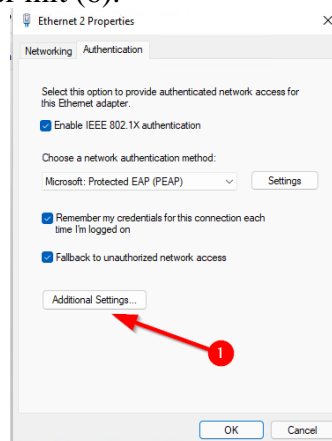 Ethernet 2 Properties
Networking Authentication
Select this option to provide authenticated network access for
this Ethernet adapter.
Enable IEEE 802.1X authentication
Choose a network authentication method:
Microsoft: Protected EAP (PEAP) Settings
Remember my credentials for this connection each
time I'm logged on
Fallback to unauthorized network access
Additional Settings...
1
OK Cancel